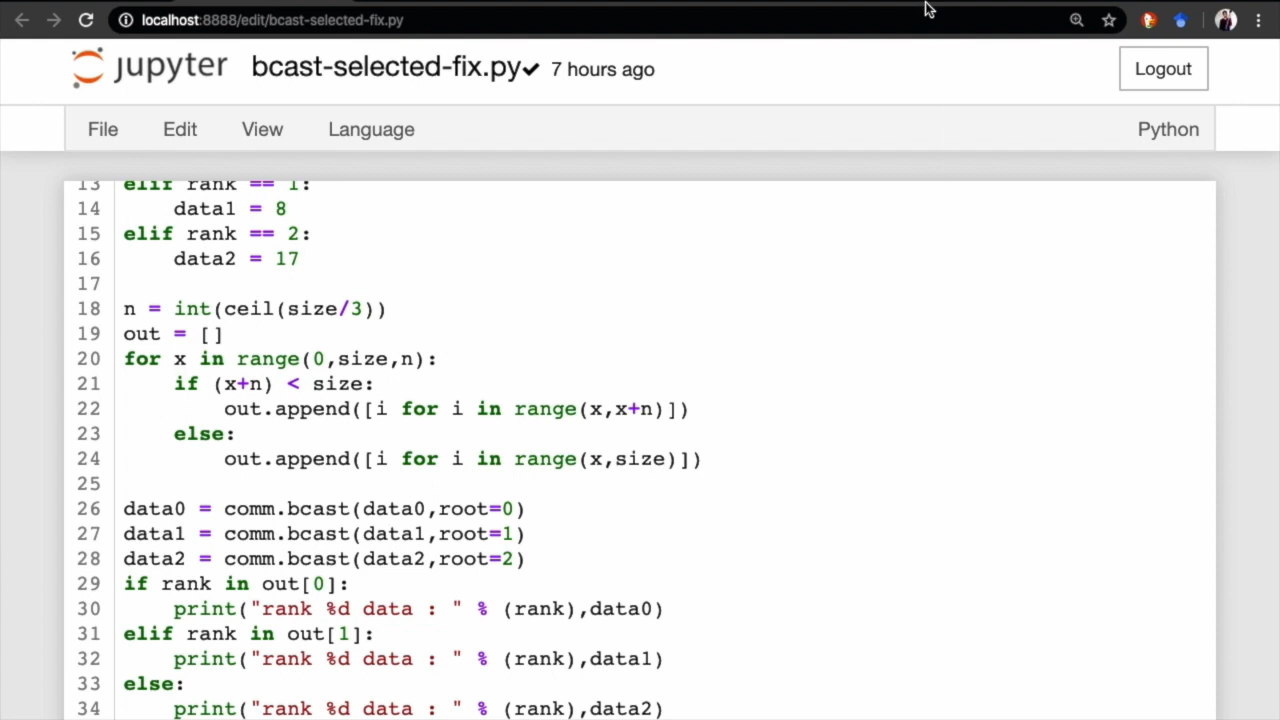 localhost:8888/edit/bcast-selected-fix.py
jupyter bcast-selected-fix.py✔ 7 hours ago Logout
File Edit View Language Python
13 elif rank == 1:
14     data1 = 8
15 elif rank == 2:
16     data2 = 17
17
18 n = int(ceil(size/3))
19 out = []
20 for x in range(0,size,n):
21     if (x+n) < size:
22         out.append([i for i in range(x,x+n)])
23     else:
24         out.append([i for i in range(x,size)])
25
26 data0 = comm.bcast(data0,root=0)
27 data1 = comm.bcast(data1,root=1)
28 data2 = comm.bcast(data2,root=2)
29 if rank in out[0]:
30     print("rank %d data : " % (rank),data0)
31 elif rank in out[1]:
32     print("rank %d data : " % (rank),data1)
33 else:
34     print("rank %d data : " % (rank),data2)